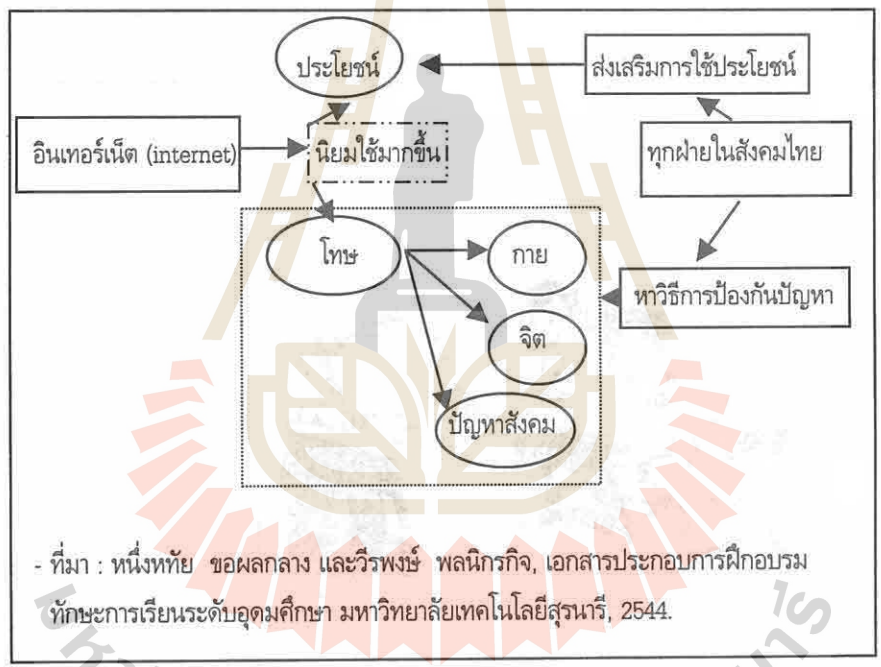 ประโยชน์
ส่งเสริมการใช้ประโยชน์
อินเทอร์เน็ต (internet)
นิยมใช้มากขึ้น
ทุกฝ่ายในสังคมไทย
โทษ
กาย
หาวิธีการป้องกันปัญหา
จิต
ปัญหาสังคม
- ที่มา : หนึ่งหทัย ขอผลกลาง และวีรพงษ์ พลนิกรกิจ, เอกสารประกอบการฝึกอบรม
ทักษะการเรียนระดับอุดมศึกษา มหาวิทยาลัยเทคโนโลยีสุรนารี, 2544.